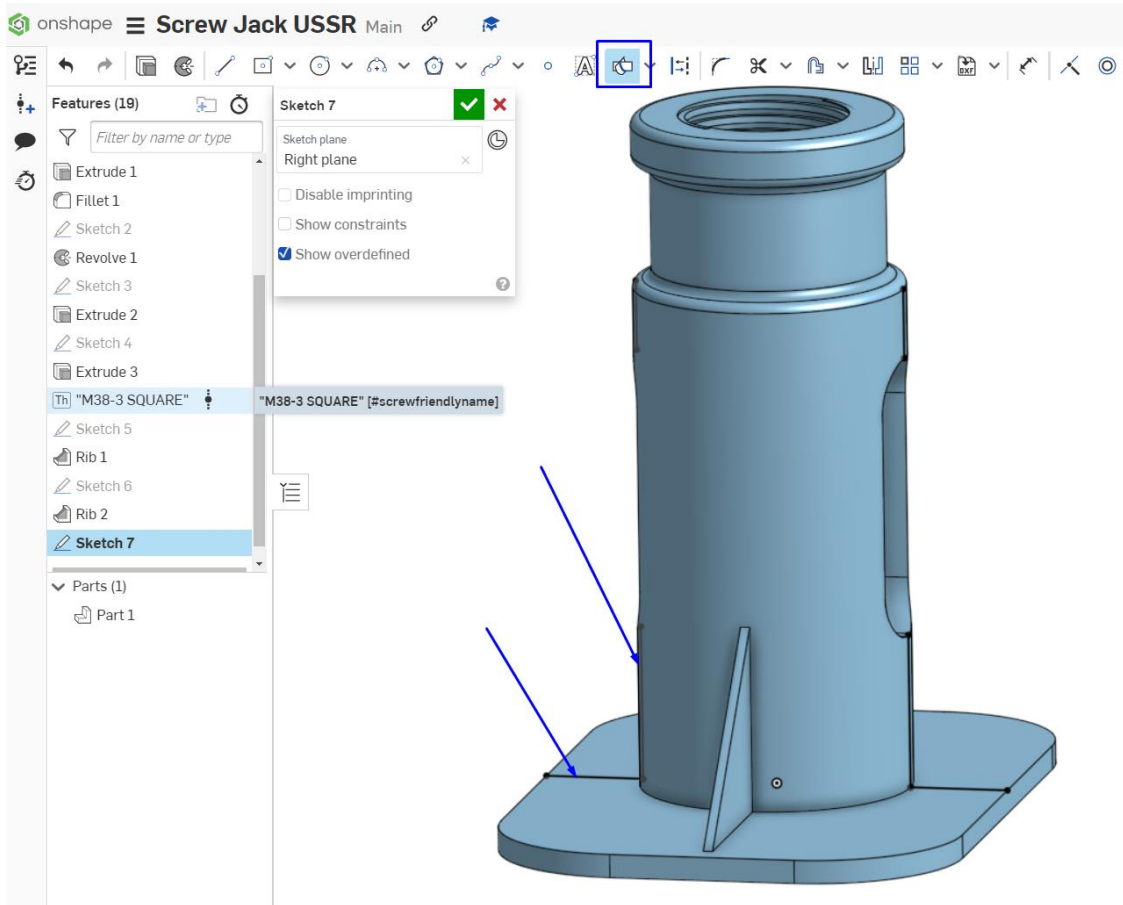 onshape Screw Jack USSR Main
Features (19)
Filter by name or type
Extrude 1
Fillet 1
Sketch 2
Revolve 1
Sketch 3
Extrude 2
Sketch 4
Extrude 3
Th "M38-3 SQUARE"
"M38-3 SQUARE" [#screwfriendlyname]
Sketch 5
Rib 1
Sketch 6
Rib 2
Sketch 7
Parts (1)
Part 1
Sketch 7
Sketch plane
Right plane
Disable imprinting
Show constraints
Show overdefined
A
DXF